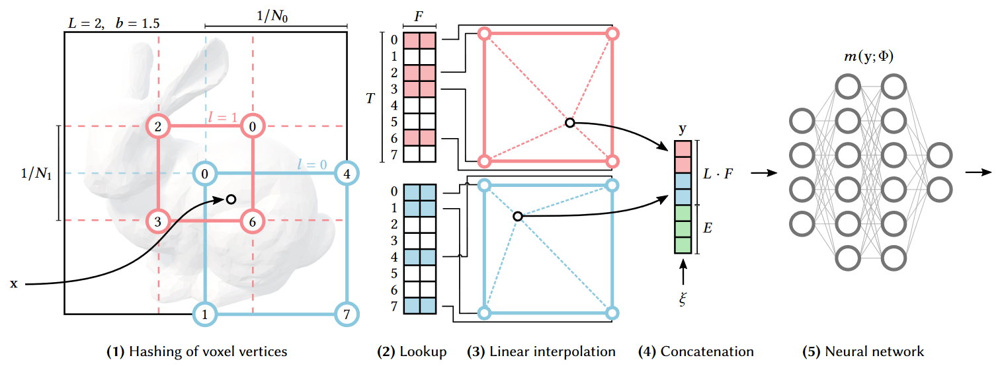 L = 2, b = 1.5
1/N₀
l = 1
2
0
l = 0
1/N₁
0
4
3
6
x
1
7
F
T
0
1
2
3
4
5
6
7
0
1
2
3
4
5
6
7
y
L · F
E
ξ
m(y; Φ)
(1) Hashing of voxel vertices
(2) Lookup
(3) Linear interpolation
(4) Concatenation
(5) Neural network